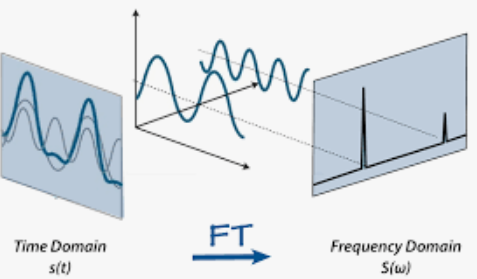 Time Domain
s(t)
FT
Frequency Domain
S(ω)